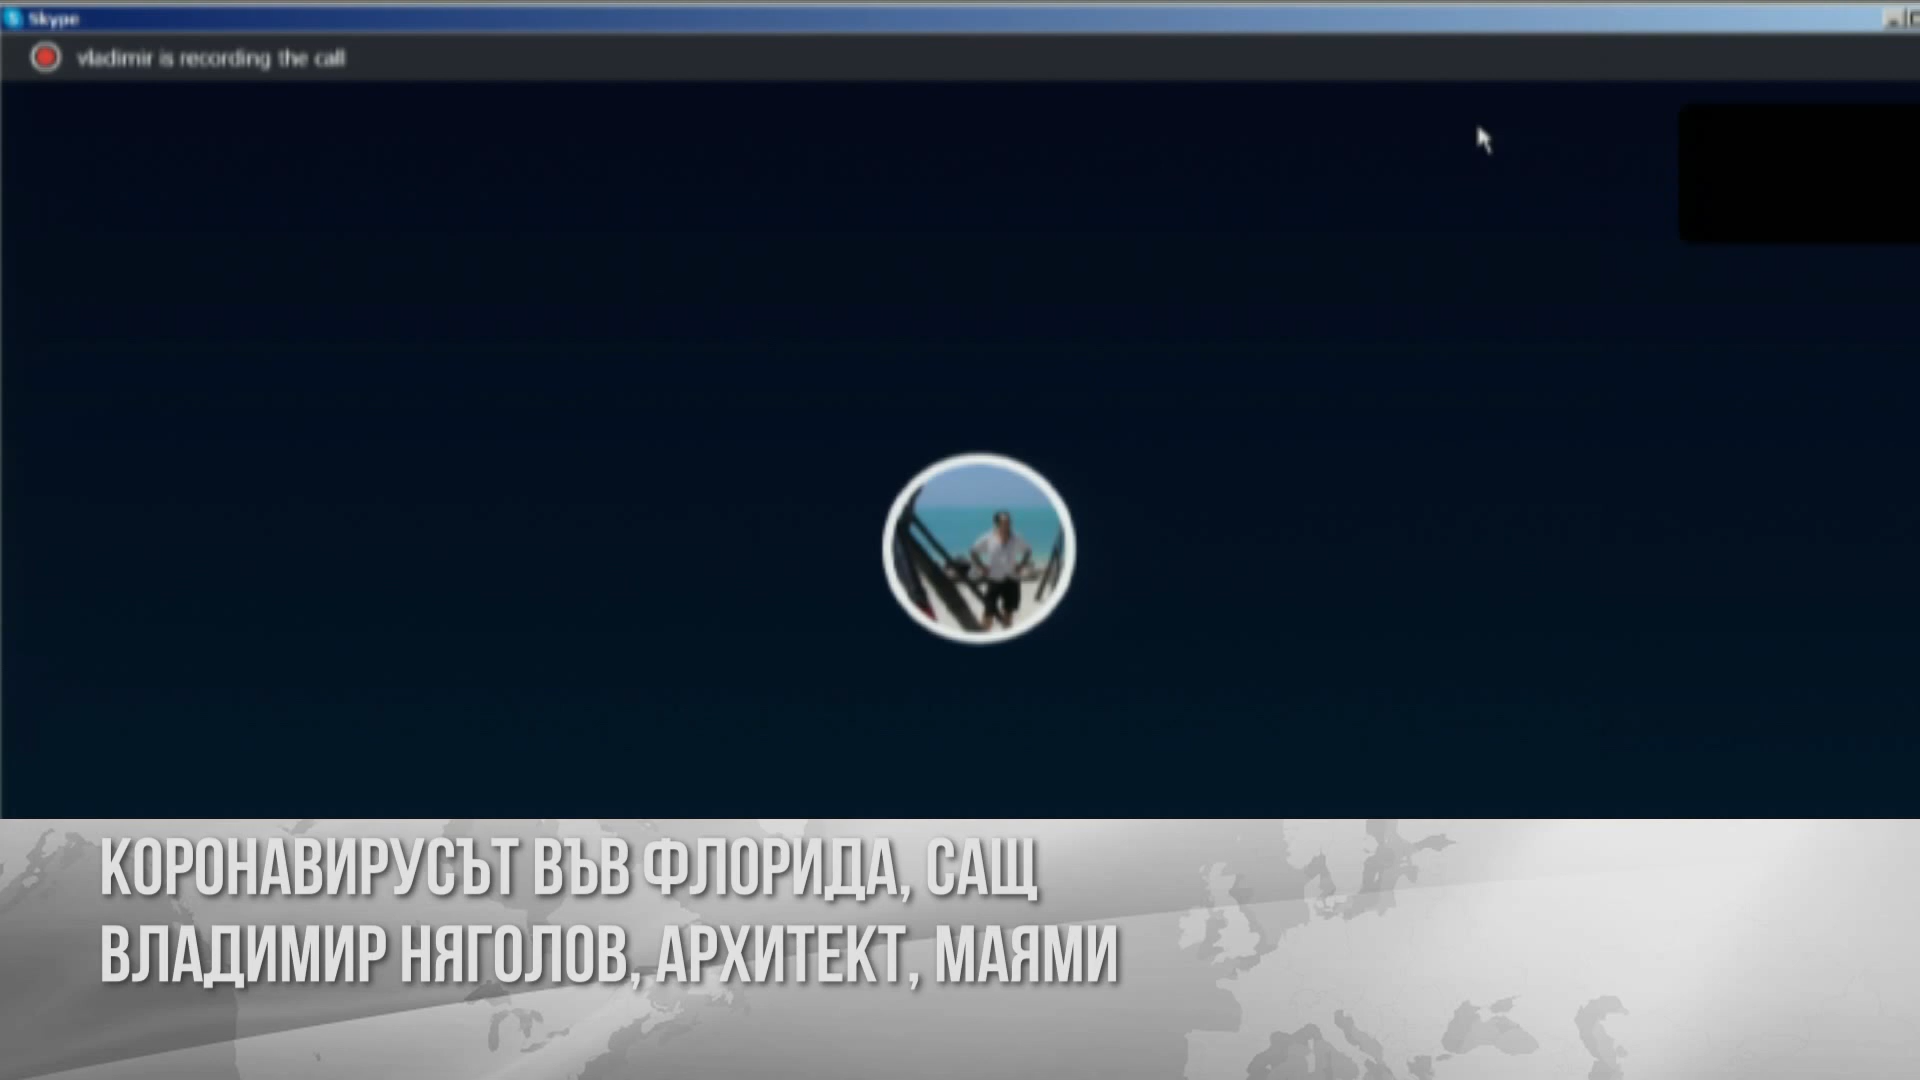 Skype
vladimir is recording the call
КОРОНАВИРУСЪТ ВЪВ ФЛОРИДА, САЩ
ВЛАДИМИР НЯГОЛОВ, АРХИТЕКТ, МАЯМИ